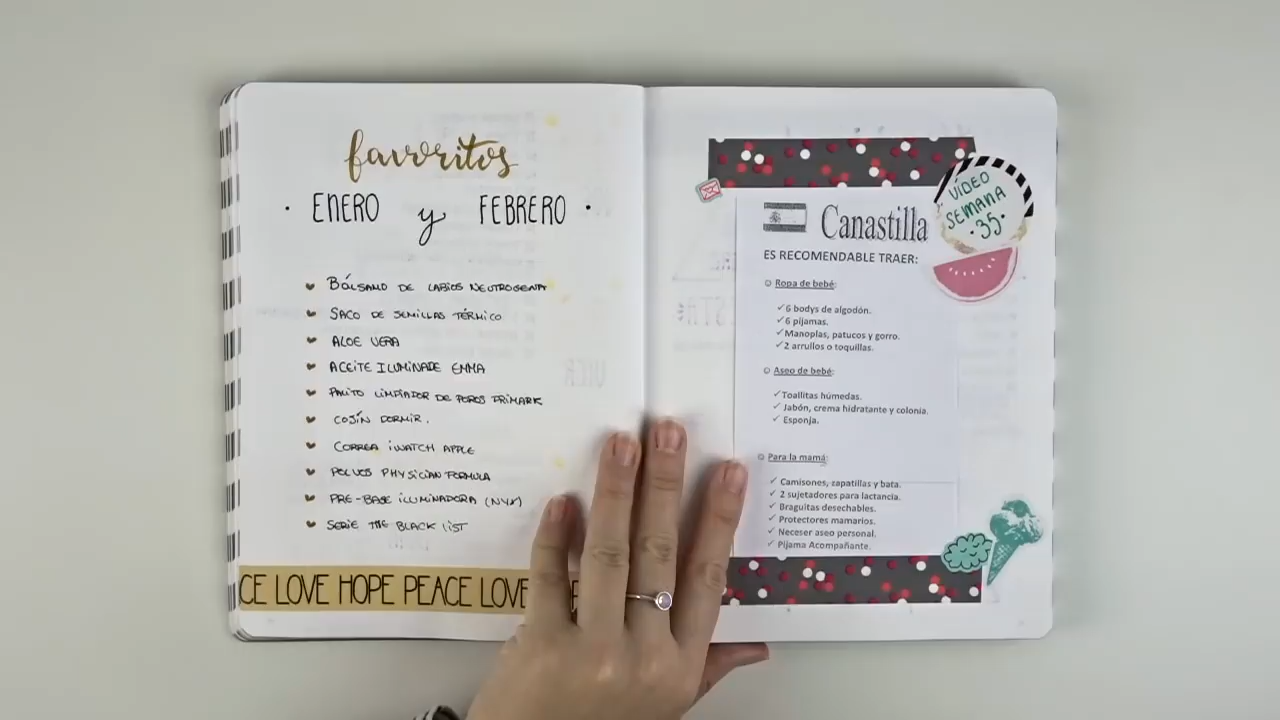 favoritos
· ENERO y FEBRERO ·
BÁLSAMO DE LABIOS NEUTROGENA
SACO DE SEMILLAS TÉRMICO
ALOE VERA
ACEITE ILUMINADE EMMA
PALITO LIMPIADOR DE POROS PRIMARK
COJÍN DORMIR.
CORREA iWATCH APPLE
POLVOS PHYSICIAN FORMULA
PRE-BASE ILUMINADORA (NYX)
SERIE THE BLACK LIST
CE LOVE HOPE PEACE LOVE
VÍDEO
SEMANA
·35·
Canastilla
ES RECOMENDABLE TRAER:
Ropa de bebé:
6 bodys de algodón.
6 pijamas.
Manoplas, patucos y gorro.
2 arrullos o toquillas.
Aseo de bebé:
Toallitas húmedas.
Jabón, crema hidratante y colonia.
Esponja.
Para la mamá:
Camisones, zapatillas y bata.
2 sujetadores para lactancia.
Braguitas desechables.
Protectores mamarios.
Neceser aseo personal.
Pijama Acompañante.